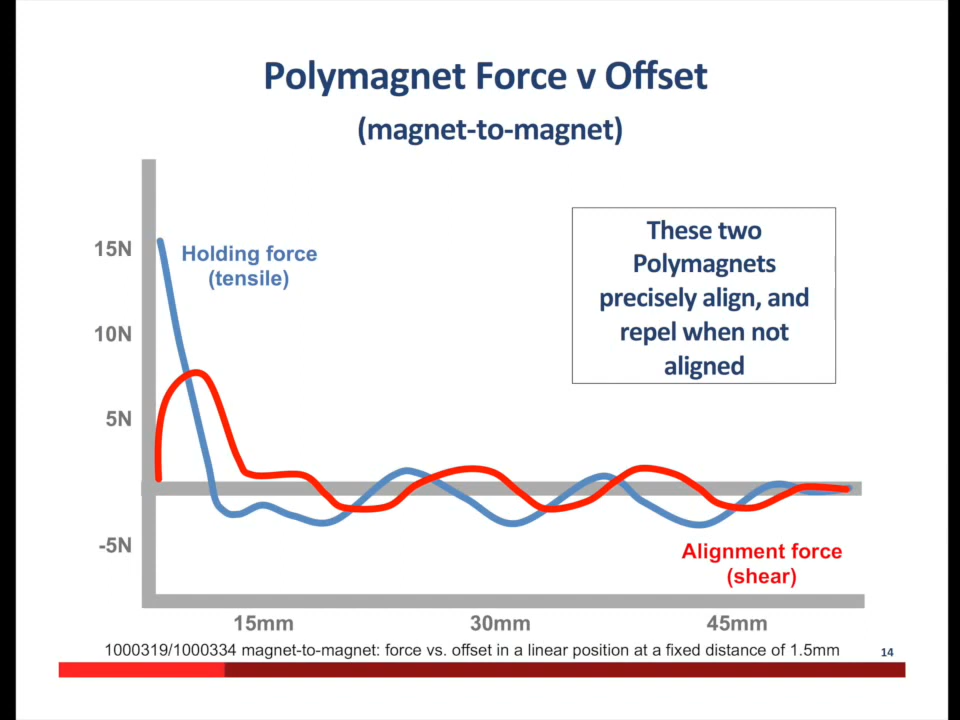 Polymagnet Force v Offset
(magnet-to-magnet)
15N
10N
5N
-5N
Holding force
(tensile)
These two
Polymagnets
precisely align, and
repel when not
aligned
Alignment force
(shear)
15mm
30mm
45mm
1000319/1000334 magnet-to-magnet: force vs. offset in a linear position at a fixed distance of 1.5mm
14